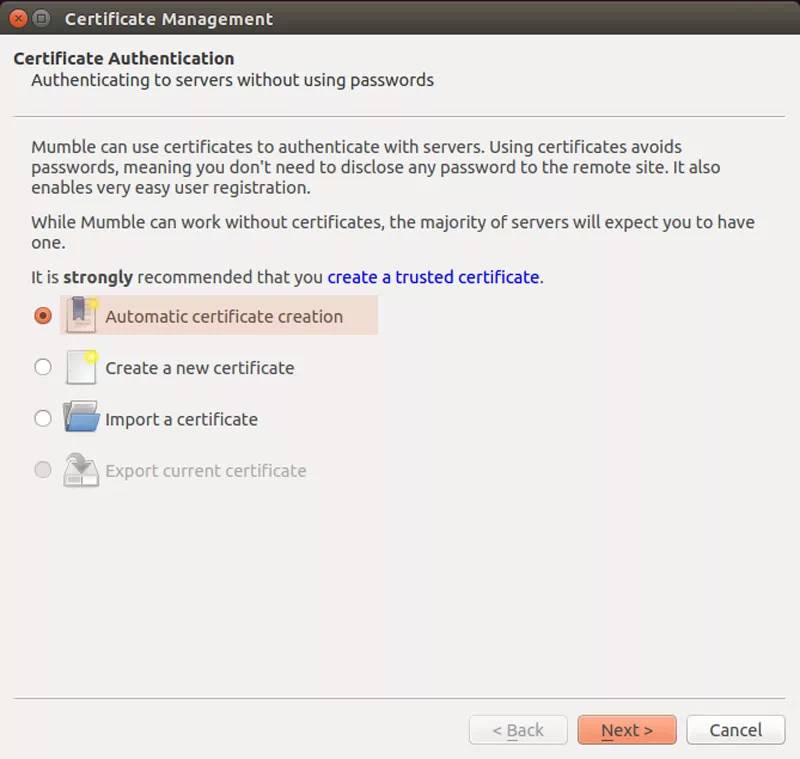 Certificate Management
Certificate Authentication
Authenticating to servers without using passwords
Mumble can use certificates to authenticate with servers. Using certificates avoids
passwords, meaning you don't need to disclose any password to the remote site. It also
enables very easy user registration.
While Mumble can work without certificates, the majority of servers will expect you to have
one.
It is strongly recommended that you create a trusted certificate.
Automatic certificate creation
Create a new certificate
Import a certificate
Export current certificate
< Back
Next >
Cancel